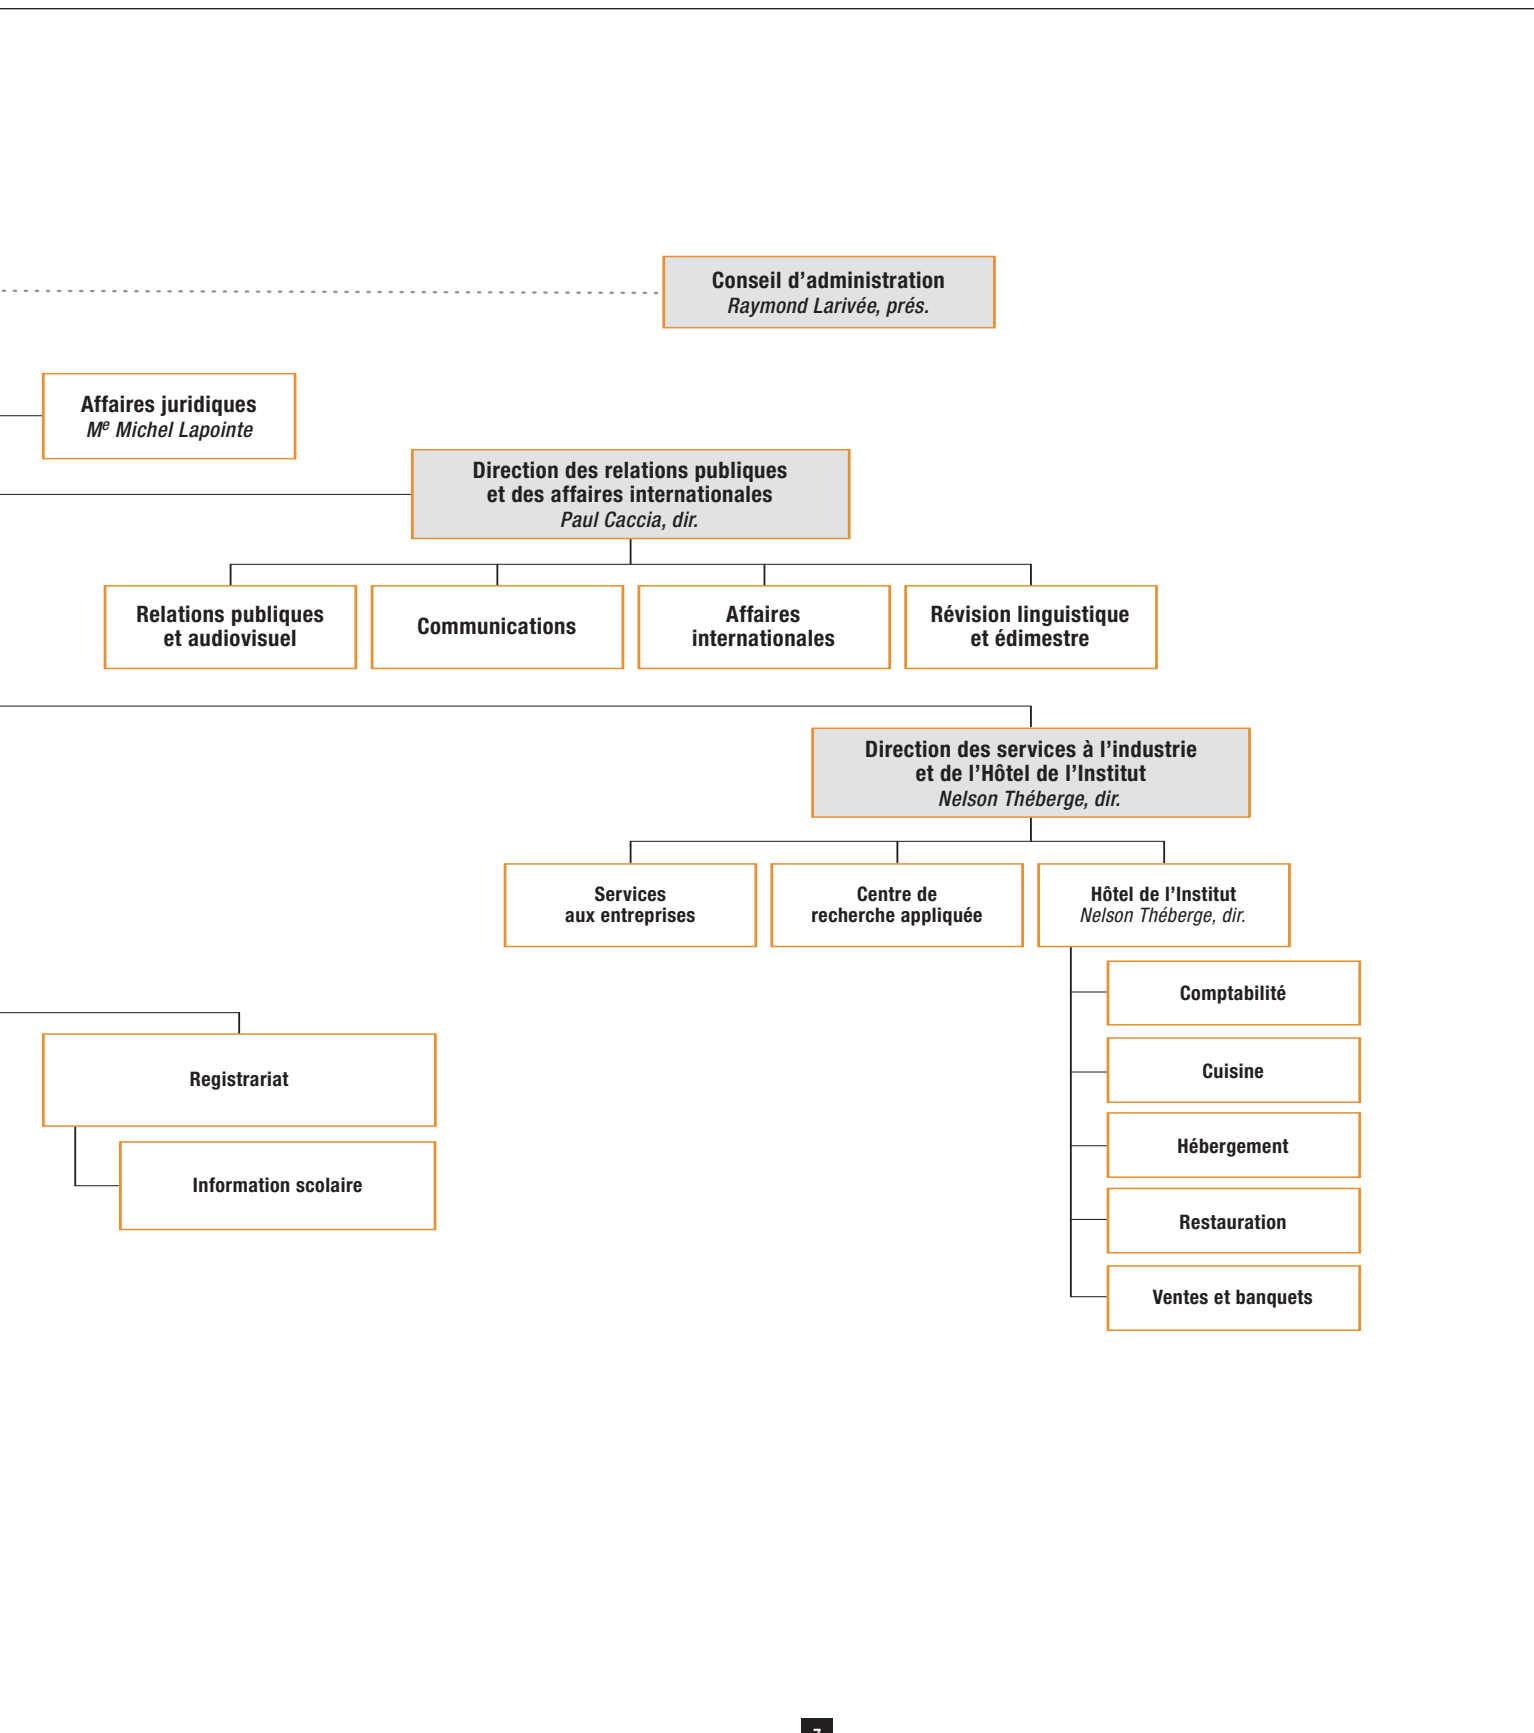 Conseil d’administration
Raymond Larivée, prés.
Affaires juridiques
Me Michel Lapointe
Direction des relations publiques
et des affaires internationales
Paul Caccia, dir.
Relations publiques
et audiovisuel
Communications
Affaires
internationales
Révision linguistique
et édimestre
Direction des services à l’industrie
et de l’Hôtel de l’Institut
Nelson Théberge, dir.
Services
aux entreprises
Centre de
recherche appliquée
Hôtel de l’Institut
Nelson Théberge, dir.
Comptabilité
Cuisine
Hébergement
Restauration
Ventes et banquets
Registrariat
Information scolaire
7